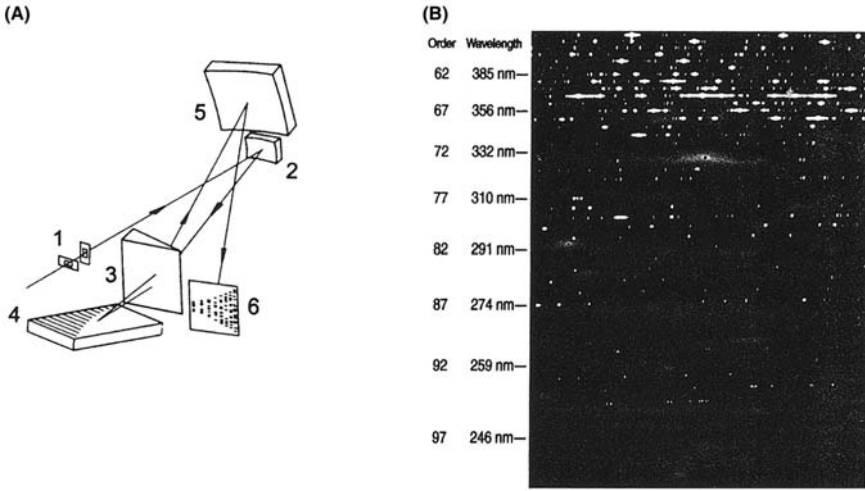 (A)
5
2
1
3
4
6
(B)
Order Wavelength
62 385 nm
67 356 nm
72 332 nm
77 310 nm
82 291 nm
87 274 nm
92 259 nm
97 246 nm